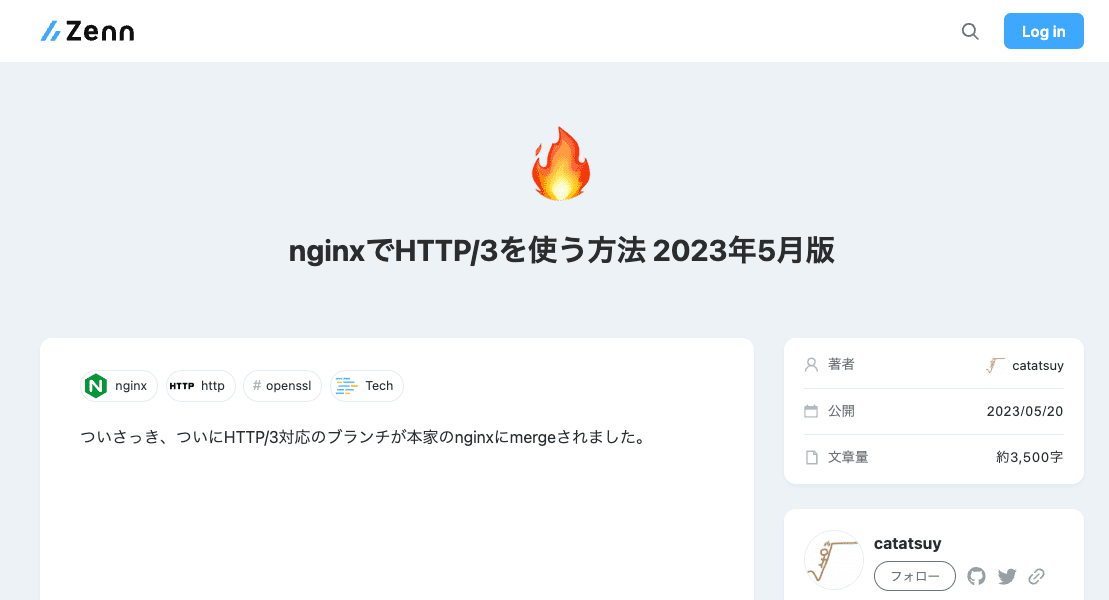 Zenn
Log in
nginxでHTTP/3を使う方法 2023年5月版
nginx
HTTP http
# openssl
Tech
ついさっき、ついにHTTP/3対応のブランチが本家のnginxにmergeされました。
著者 catatsuy
公開 2023/05/20
文章量 約3,500字
catatsuy
フォロー